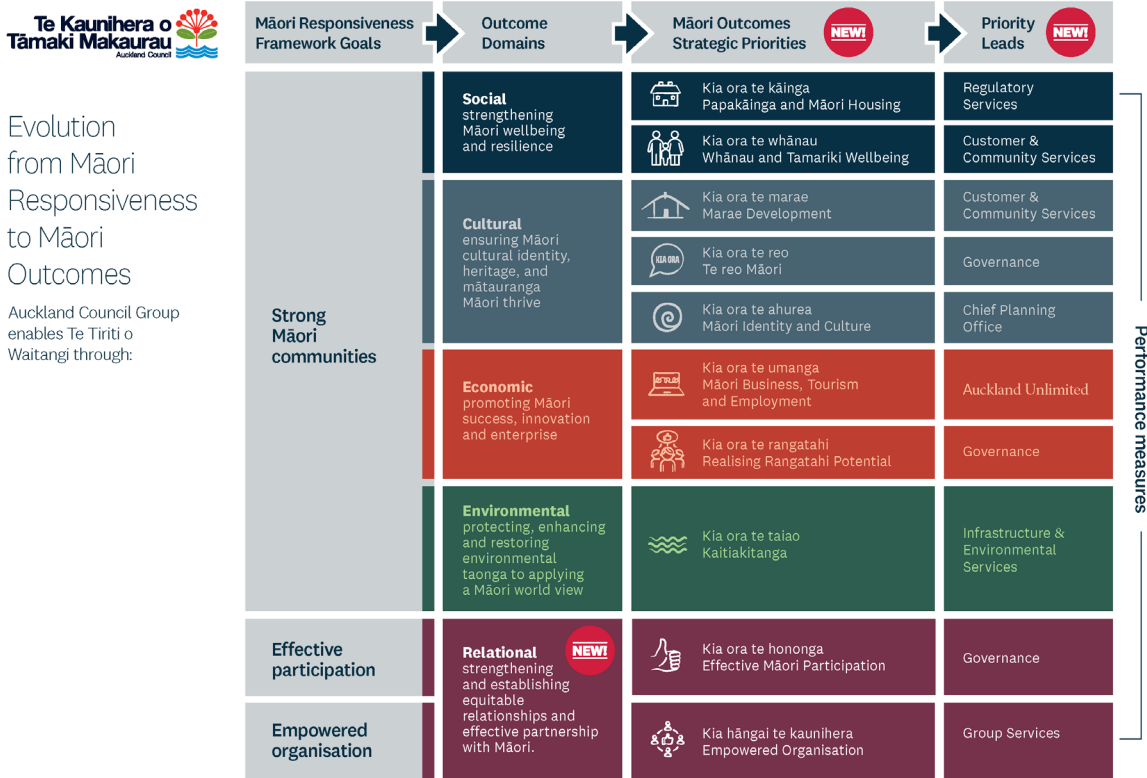 Te Kaunihera o
Tāmaki Makaurau
Auckland Council
Evolution
from Māori
Responsiveness
to Māori
Outcomes
Auckland Council Group
enables Te Tiriti o
Waitangi through:
Māori Responsiveness
Framework Goals
Outcome
Domains
Māori Outcomes
Strategic Priorities
NEW!
Priority
Leads
NEW!
Strong
Māori
communities
Social
strengthening
Māori wellbeing
and resilience
Kia ora te kāinga
Papakāinga and Māori Housing
Regulatory
Services
Kia ora te whānau
Whānau and Tamariki Wellbeing
Customer &
Community Services
Cultural
ensuring Māori
cultural identity,
heritage, and
mātauranga
Māori thrive
Kia ora te marae
Marae Development
Customer &
Community Services
KIA ORA
Kia ora te reo
Te reo Māori
Governance
Kia ora te ahurea
Māori Identity and Culture
Chief Planning
Office
Economic
promoting Māori
success, innovation
and enterprise
Kia ora te umanga
Māori Business, Tourism
and Employment
Auckland Unlimited
Kia ora te rangatahi
Realising Rangatahi Potential
Governance
Environmental
protecting, enhancing
and restoring
environmental
taonga to applying
a Māori world view
Kia ora te taiao
Kaitiakitanga
Infrastructure &
Environmental
Services
Effective
participation
Relational
NEW!
strengthening
and establishing
equitable
relationships and
effective partnership
with Māori.
Kia ora te hononga
Effective Māori Participation
Governance
Empowered
organisation
Kia hāngai te kaunihera
Empowered Organisation
Group Services
Performance measures